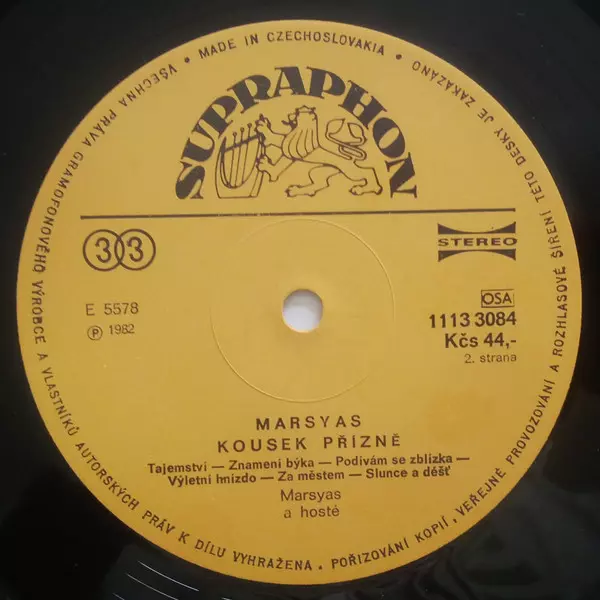 VŠECHNA PRÁVA GRAMOFONOVÉHO VÝROBCE A VLASTNÍKŮ AUTORSKÝCH PRÁV K DÍLU VYHRAŽENA. POŘIZOVÁNÍ KOPIÍ, VEŘEJNÉ PROVOZOVÁNÍ A ROZHLASOVÉ ŠÍŘENÍ TÉTO DESKY JE ZAKÁZÁNO
• MADE IN CZECHOSLOVAKIA •
SUPRAPHON
33
STEREO
E 5578
Ⓟ 1982
OSA
1113 3084
Kčs 44,-
2. strana
MARSYAS
KOUSEK PŘÍZNĚ
Tajemství — Znamení býka — Podívám se zblízka —
Výletní hnízdo — Za městem — Slunce a déšť
Marsyas
a hosté